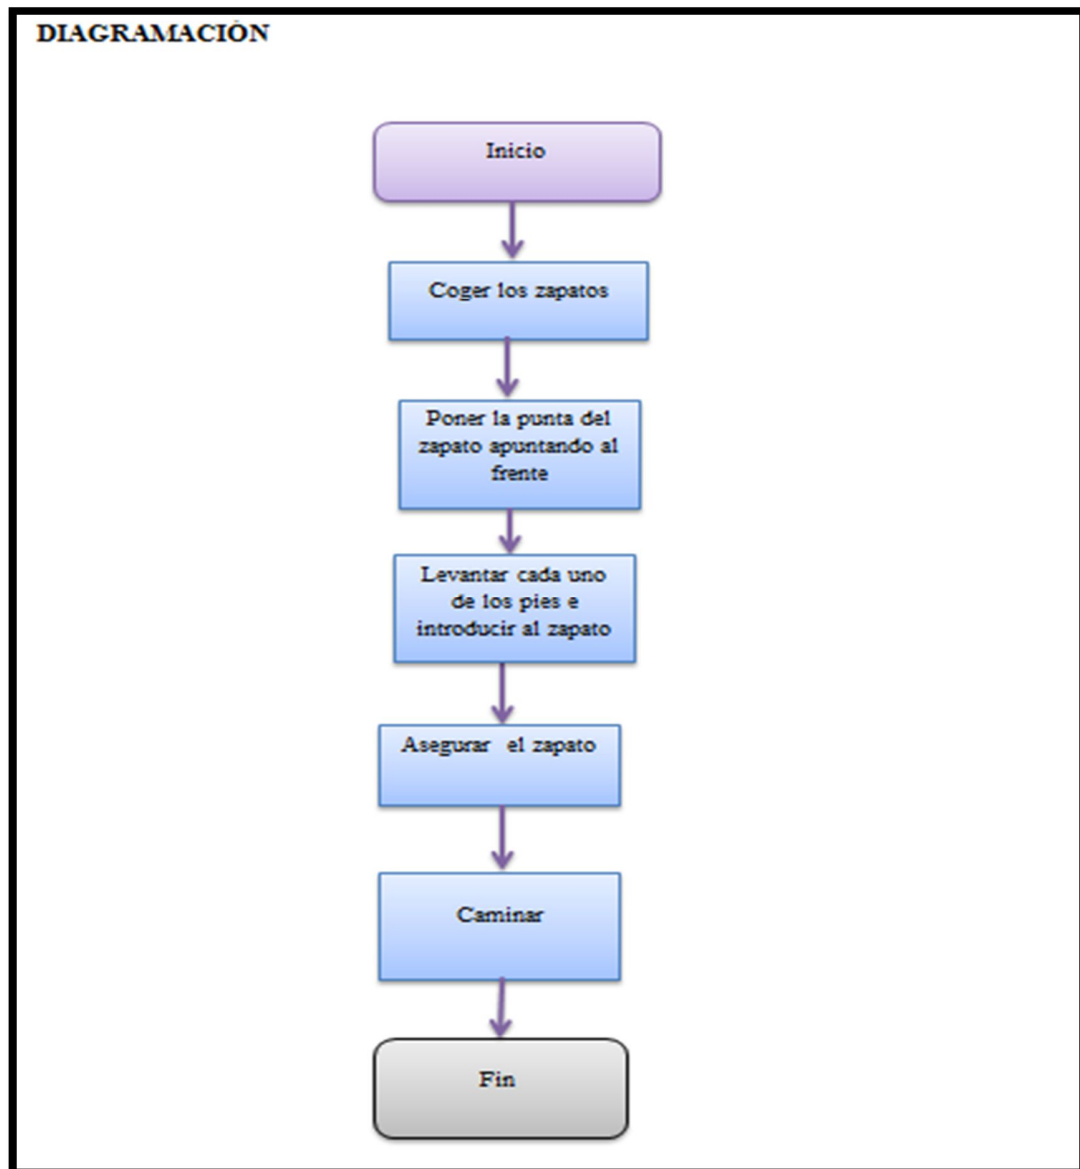 DIAGRAMACIÓN
Inicio
Coger los zapatos
Poner la punta del
zapato apuntando al
frente
Levantar cada uno
de los pies e
introducir al zapato
Asegurar el zapato
Caminar
Fin